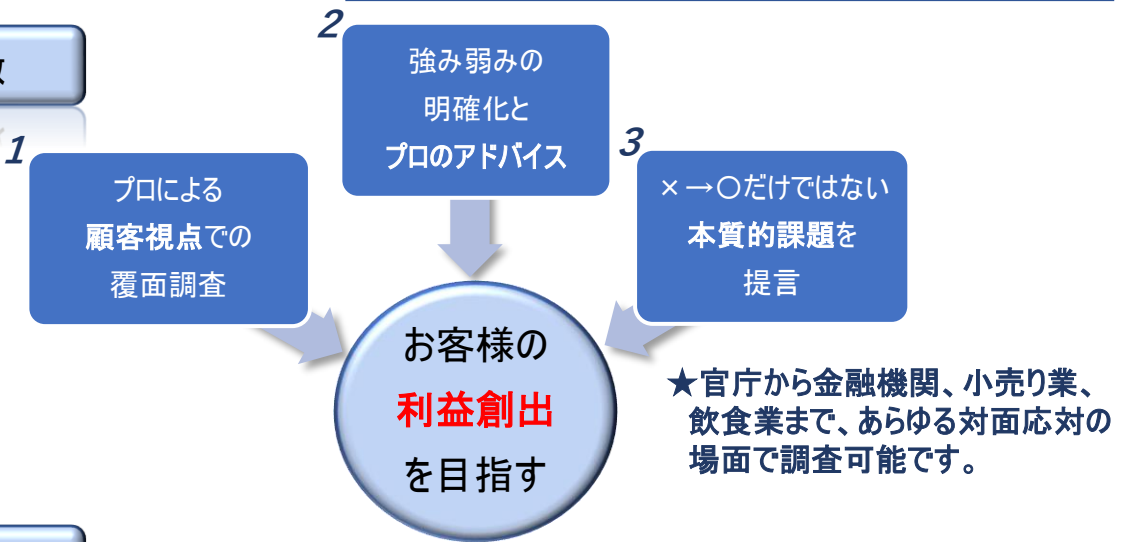 1
プロによる
顧客視点での
覆面調査
2
強み弱みの
明確化と
プロのアドバイス
3
×→○だけではない
本質的課題を
提言
お客様の
利益創出
を目指す
★官庁から金融機関、小売り業、
飲食業まで、あらゆる対面応対の
場面で調査可能です。